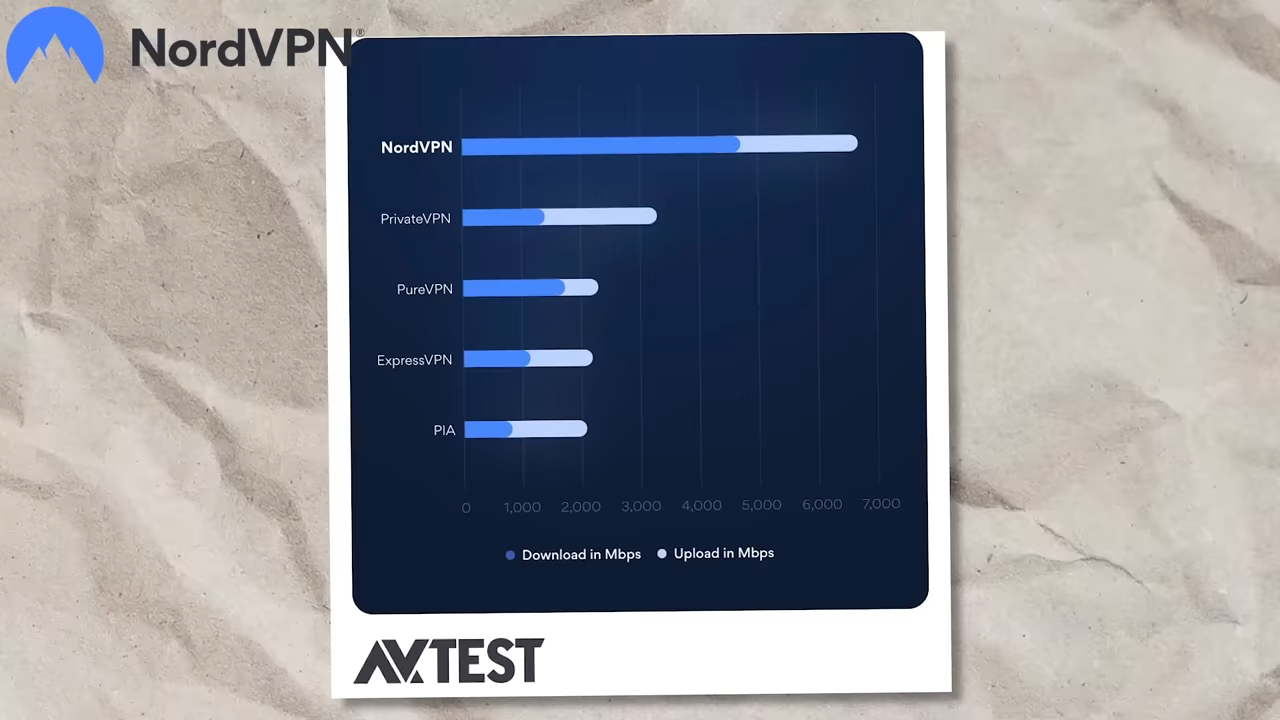 NordVPN®
NordVPN
PrivateVPN
PureVPN
ExpressVPN
PIA
0 1,000 2,000 3,000 4,000 5,000 6,000 7,000
Download in Mbps Upload in Mbps
AVTEST